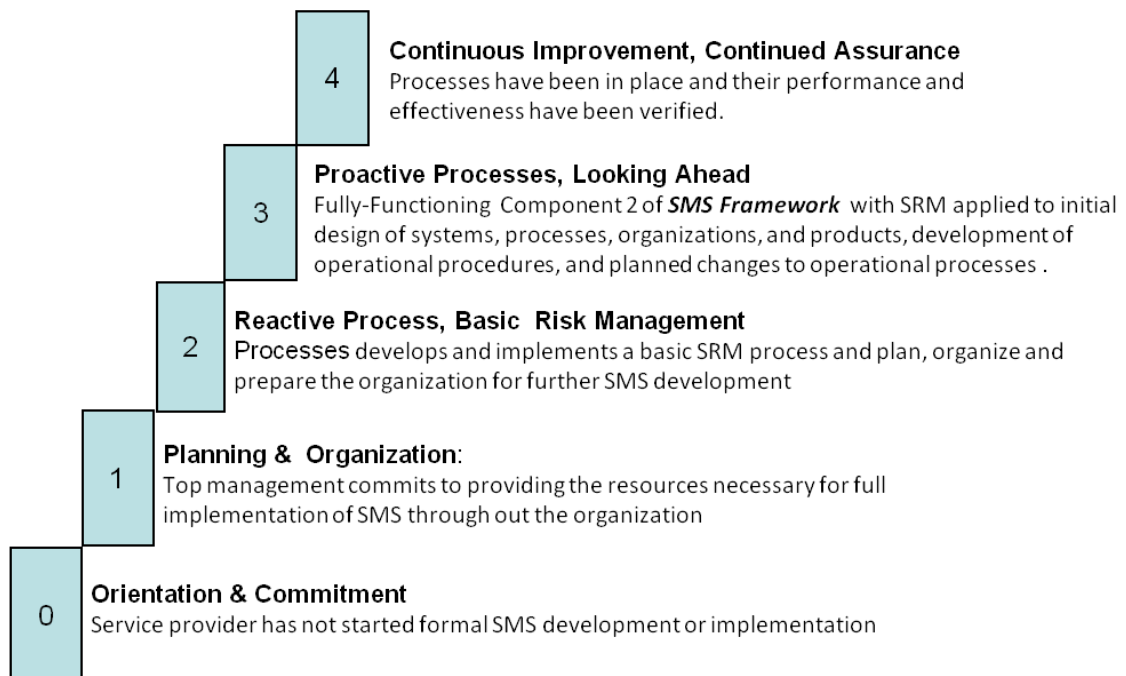 4
Continuous Improvement, Continued Assurance
Processes have been in place and their performance and
effectiveness have been verified.
3
Proactive Processes, Looking Ahead
Fully-Functioning Component 2 of SMS Framework with SRM applied to initial
design of systems, processes, organizations, and products, development of
operational procedures, and planned changes to operational processes .
2
Reactive Process, Basic Risk Management
Processes develops and implements a basic SRM process and plan, organize and
prepare the organization for further SMS development
1
Planning & Organization:
Top management commits to providing the resources necessary for full
implementation of SMS through out the organization
0
Orientation & Commitment
Service provider has not started formal SMS development or implementation